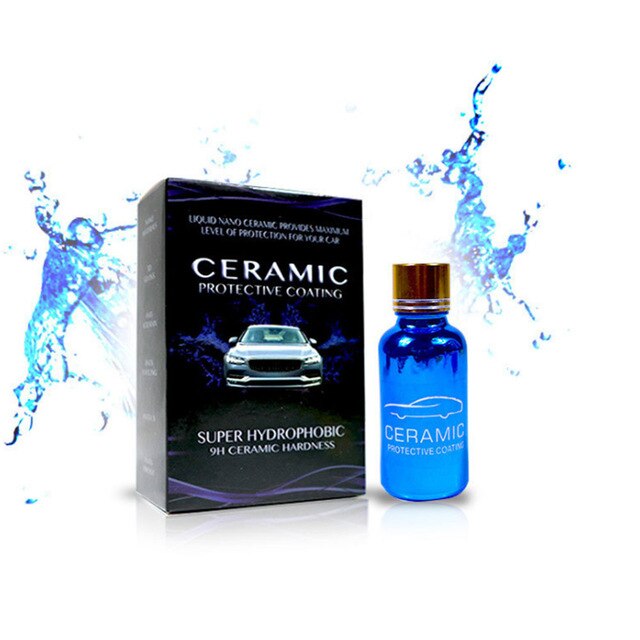 LIQUID NANO CERAMIC PROVIDES MAXIMUM
LEVEL OF PROTECTION FOR YOUR CAR
CERAMIC
PROTECTIVE COATING
SUPER HYDROPHOBIC
9H CERAMIC HARDNESS
CERAMIC
PROTECTIVE COATING